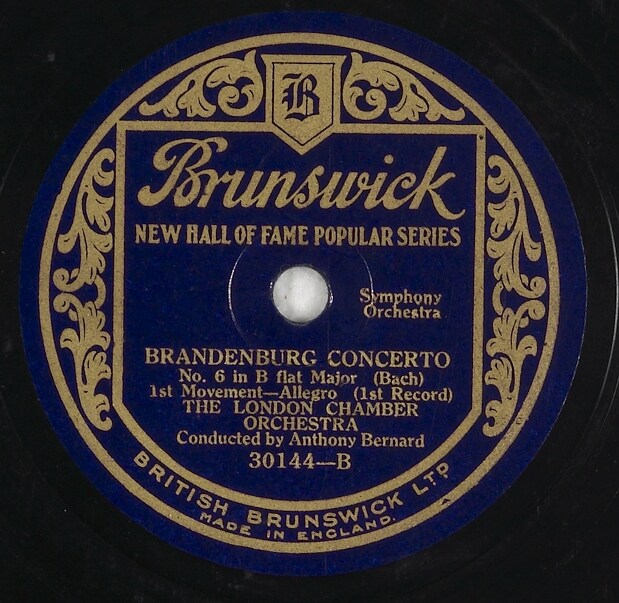 B
Brunswick
NEW HALL OF FAME POPULAR SERIES
Symphony
Orchestra
BRANDENBURG CONCERTO
No. 6 in B flat Major (Bach)
1st Movement—Allegro (1st Record)
THE LONDON CHAMBER
ORCHESTRA
Conducted by Anthony Bernard
30144—B
BRITISH BRUNSWICK LTD
MADE IN ENGLAND.